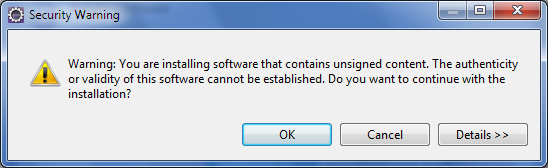 Security Warning
Warning: You are installing software that contains unsigned content. The authenticity
or validity of this software cannot be established. Do you want to continue with the
installation?
OK Cancel Details >>